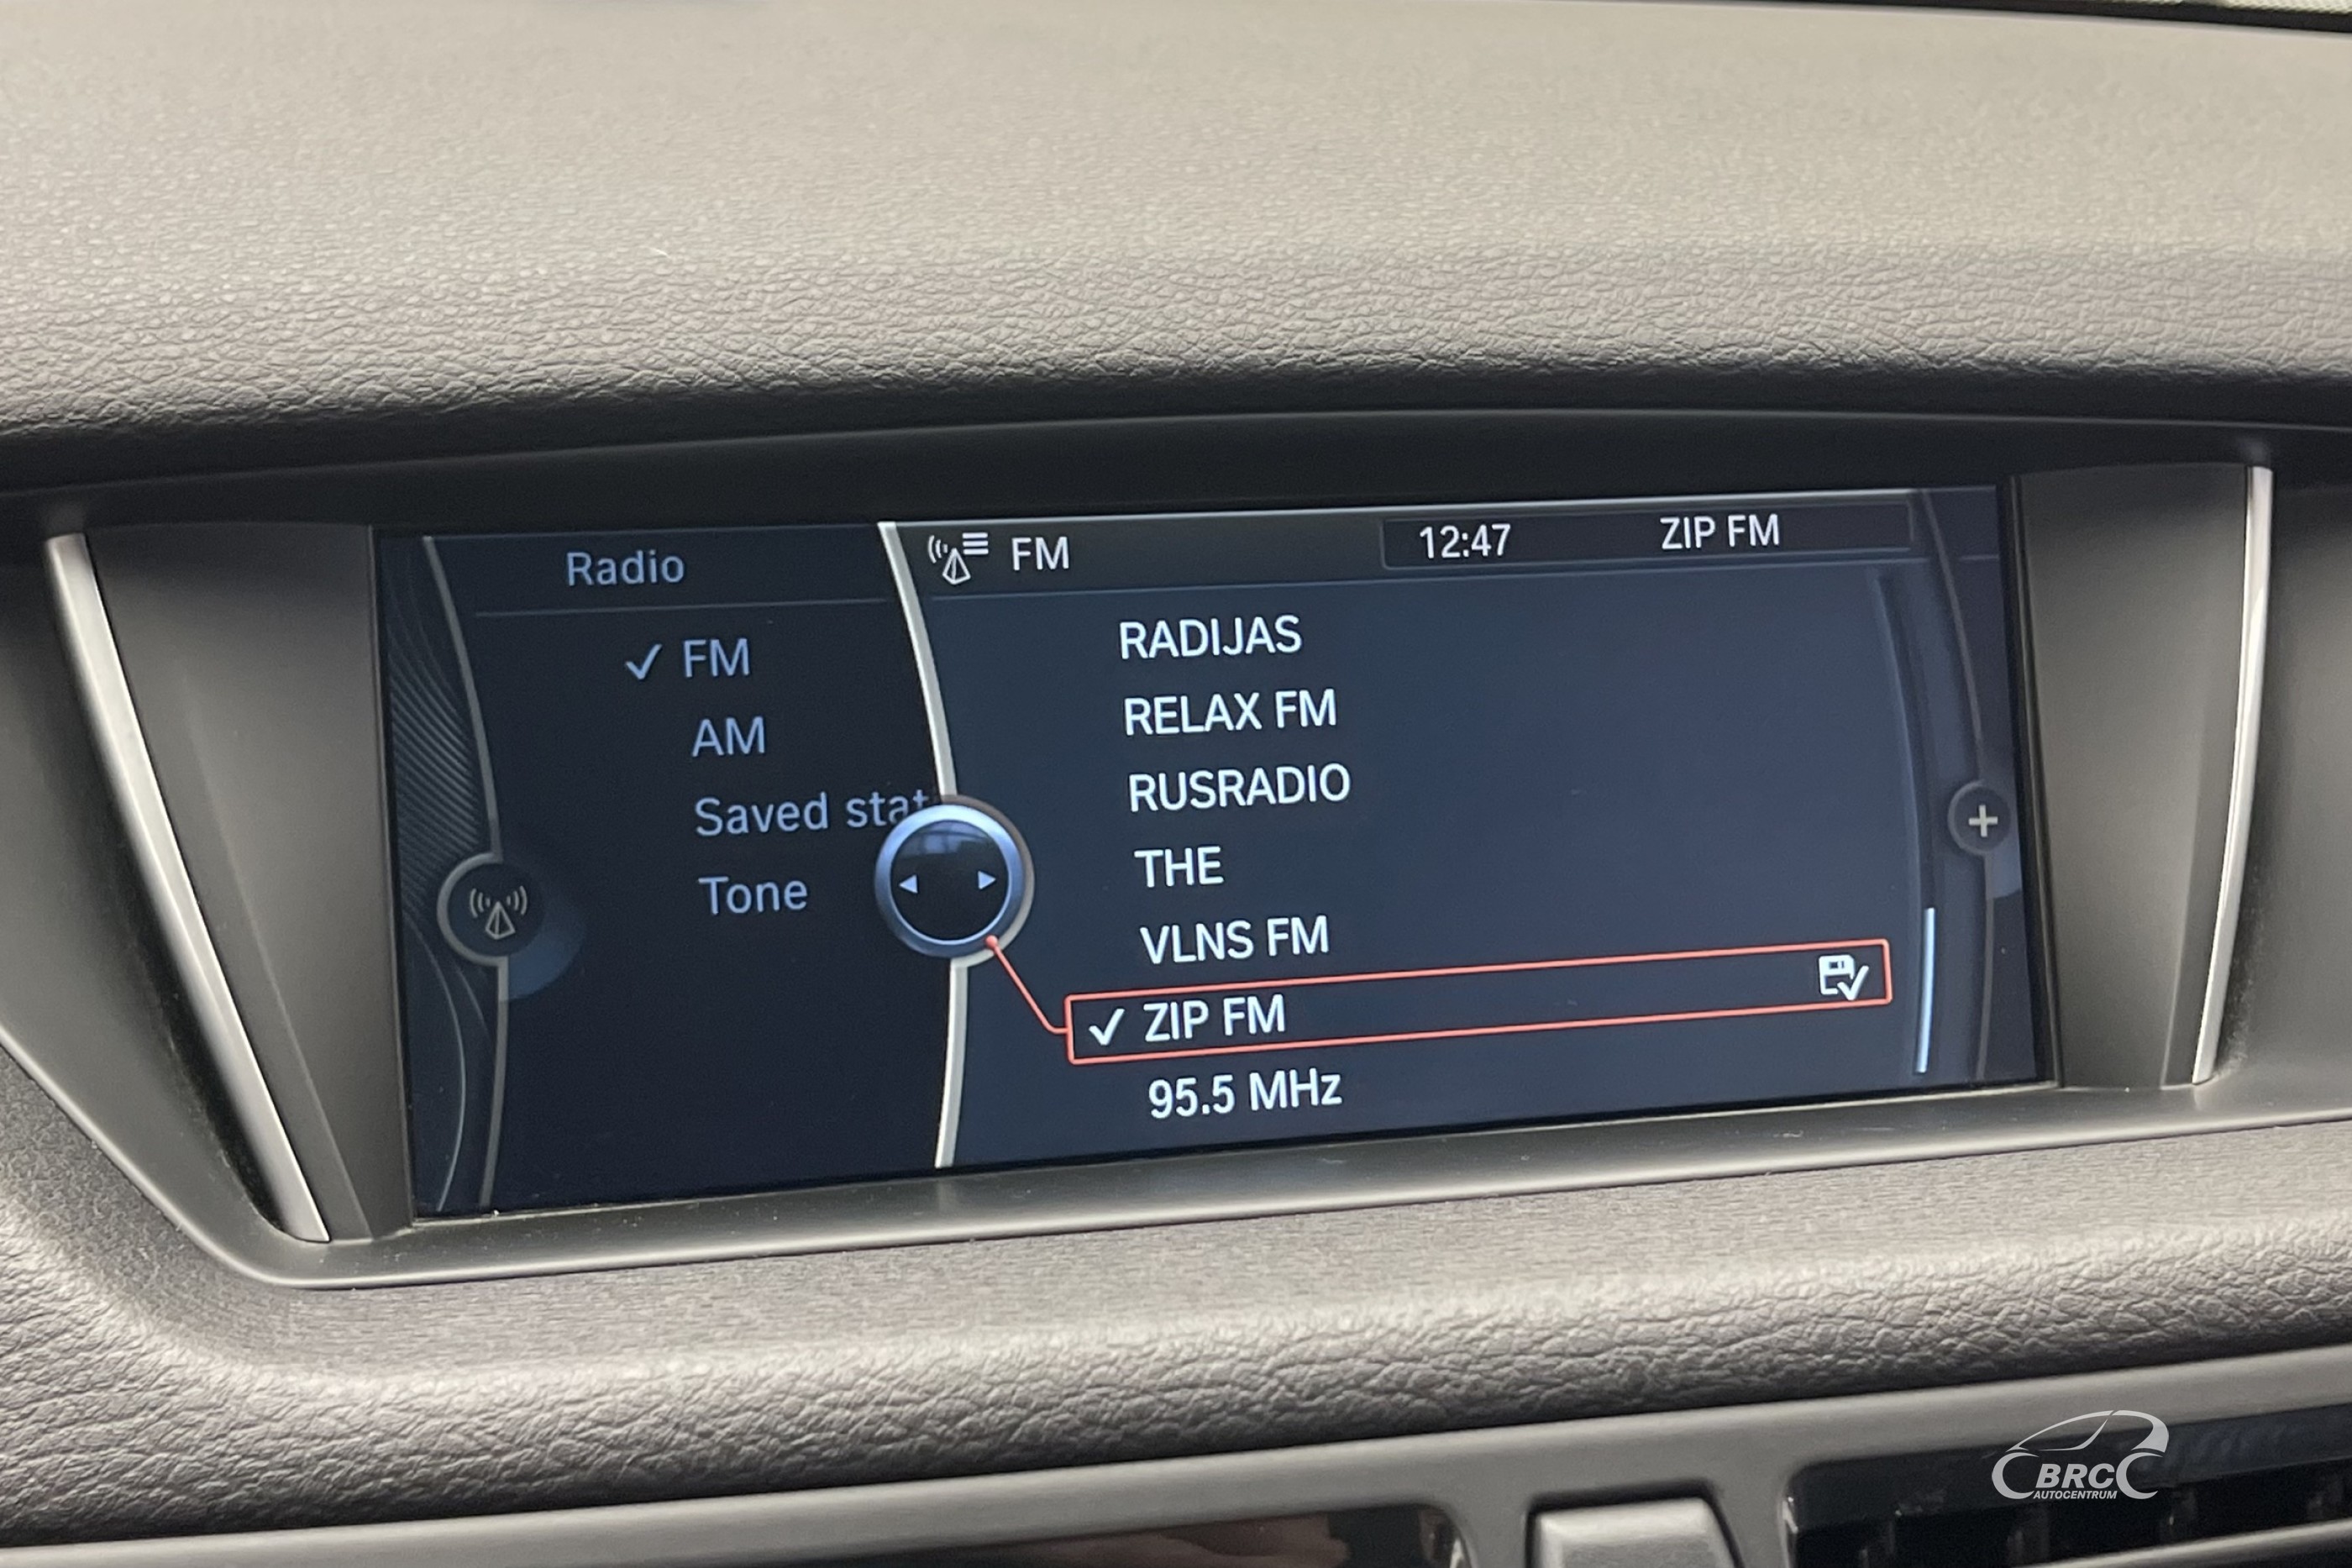 Radio
FM
AM
Saved stat
Tone
FM
12:47
ZIP FM
RADIJAS
RELAX FM
RUSRADIO
THE
VLNS FM
ZIP FM
95.5 MHz
BRC
AUTOCENTRUM